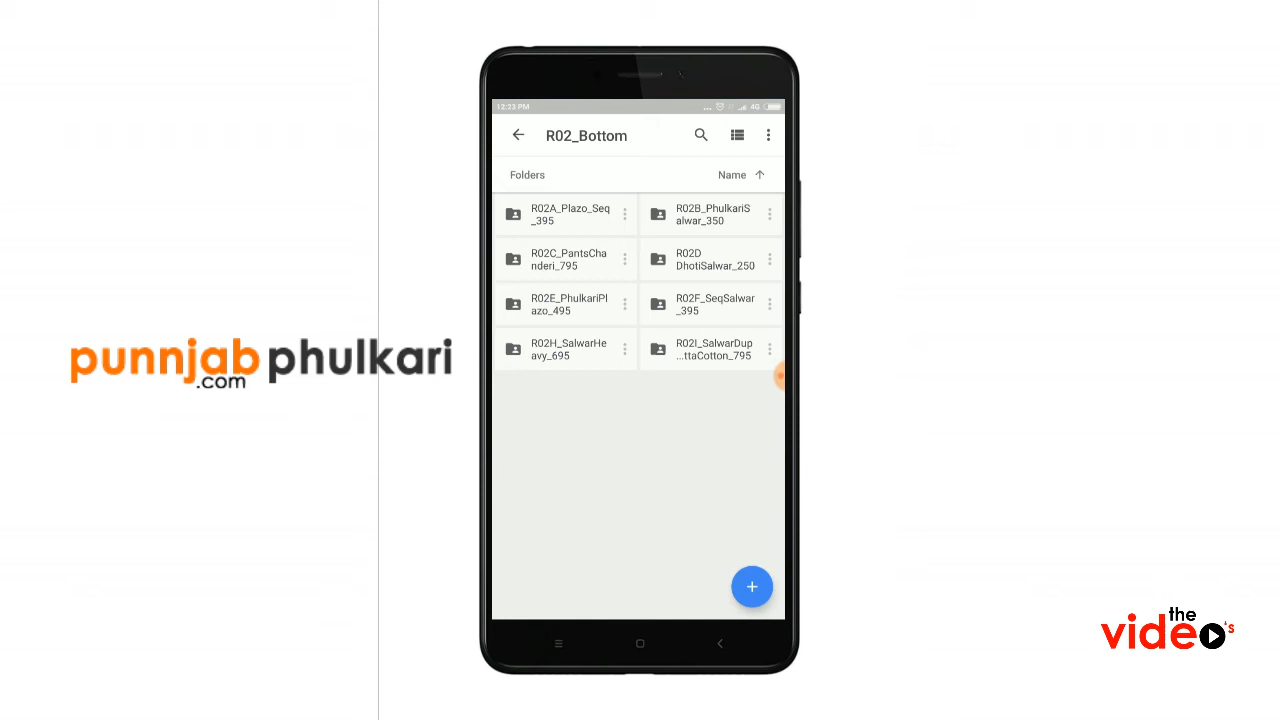 12:23 PM
4G
R02_Bottom
Folders
Name
R02A_Plazo_Seq
_395
R02B_PhulkariS
alwar_350
R02C_PantsCha
nderi_795
R02D
DhotiSalwar_250
R02E_PhulkariPl
azo_495
R02F_SeqSalwar
_395
R02H_SalwarHe
avy_695
R02I_SalwarDup
...ttaCotton_795
punnjab phulkari
.com
the
video's